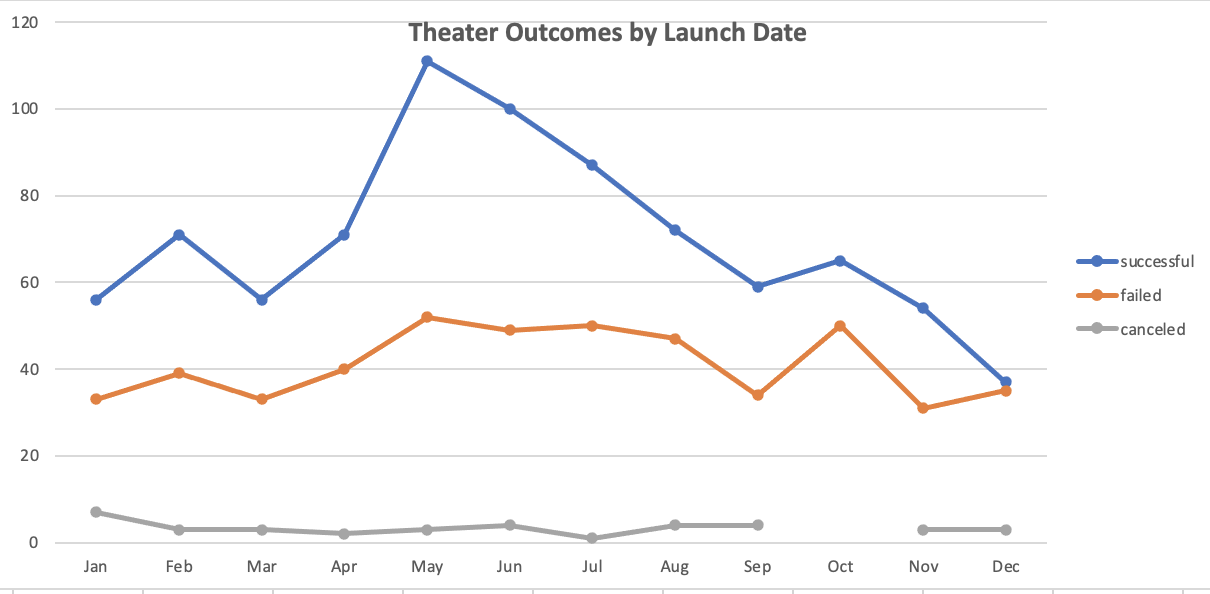 Theater Outcomes by Launch Date
120
100
80
60
40
20
0
Jan Feb Mar Apr May Jun Jul Aug Sep Oct Nov Dec
successful
failed
canceled